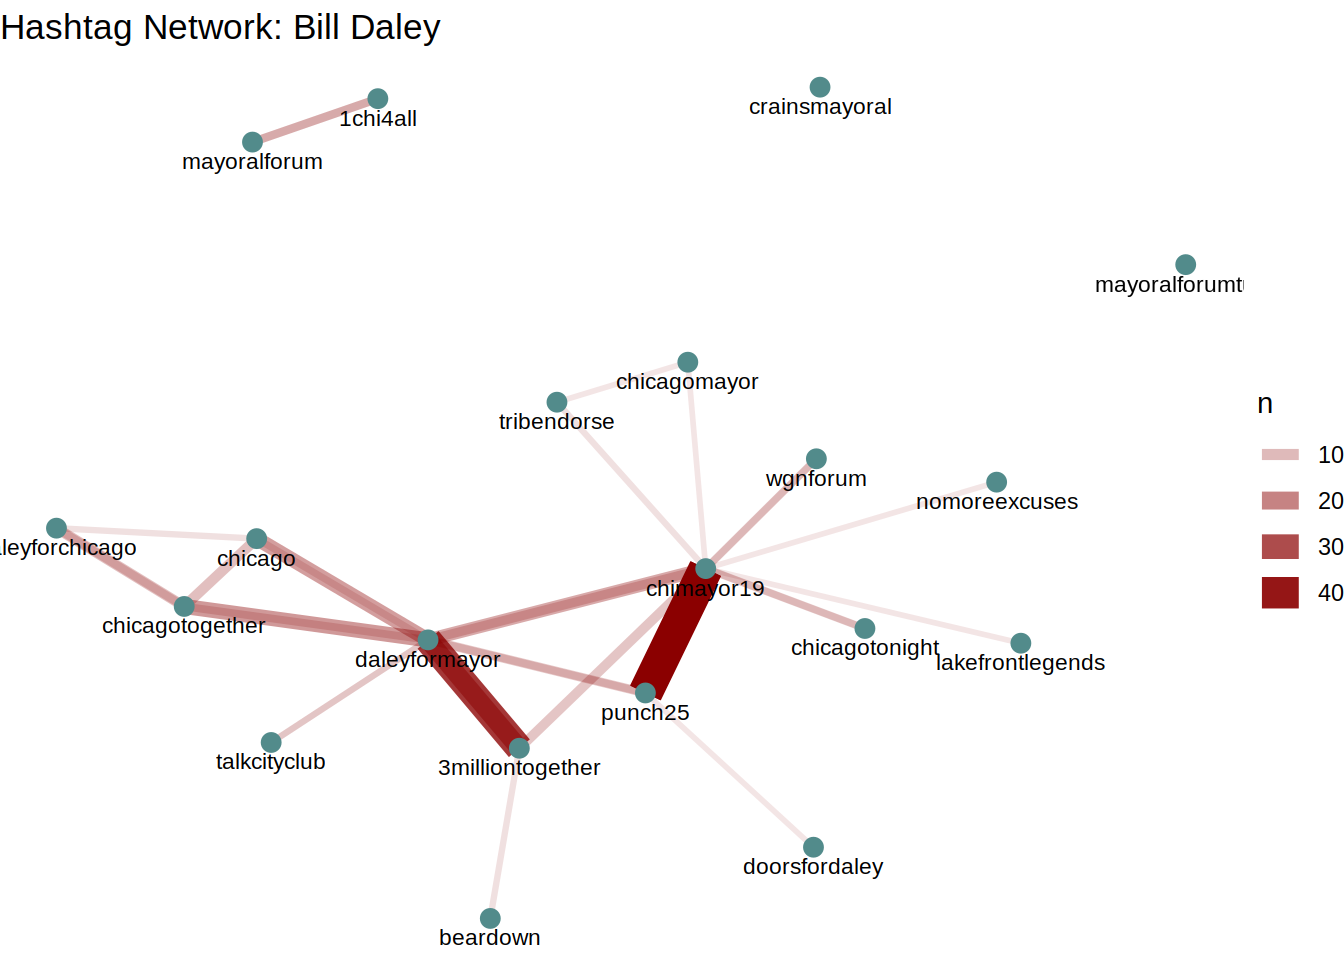 Hashtag Network: Bill Daley
1chi4all
crainsmayoral
mayoralforum
mayoralforumt
chicagomayor
n
tribendorse
10
wgnforum
nomoreexcuses
20
leyforchicago
chicago
30
chimayor19
40
chicagotogether
chicagotonight
daleyformayor
lakefrontlegends
punch25
talkcityclub
3milliontogether
doorsfordaley
beardown